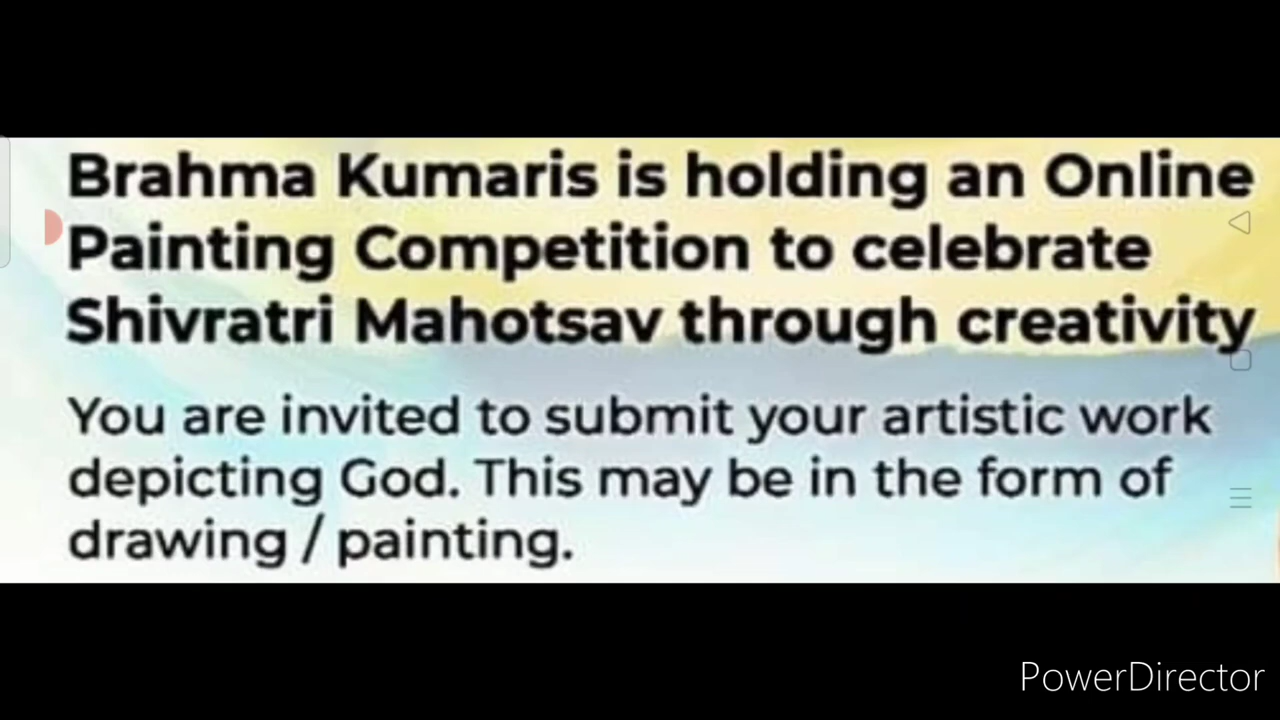 Brahma Kumaris is holding an Online
Painting Competition to celebrate
Shivratri Mahotsav through creativity
You are invited to submit your artistic work
depicting God. This may be in the form of
drawing / painting.
PowerDirector